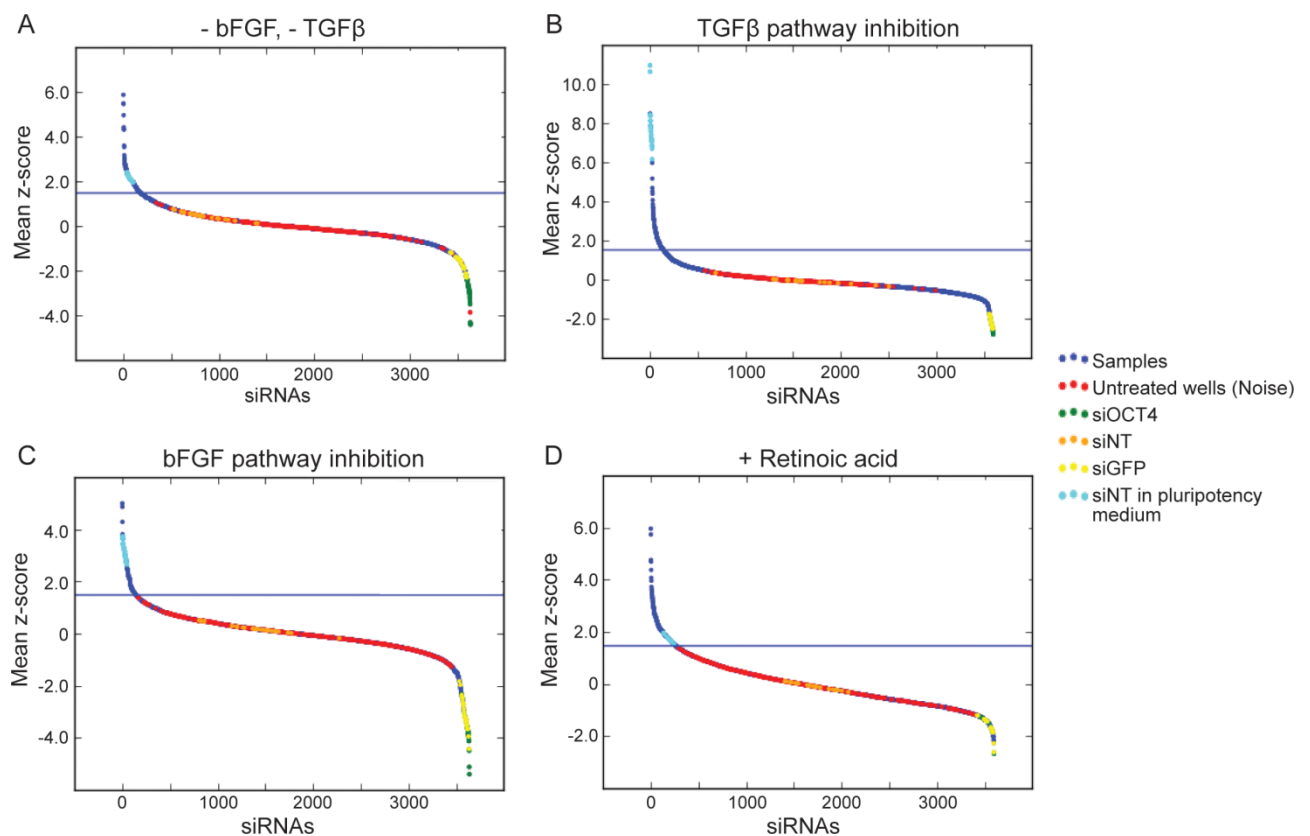 A
- bFGF, - TGFβ
6.0
4.0
2.0
0
-2.0
-4.0
Mean z-score
0
1000
2000
3000
siRNAs
B
TGFβ pathway inhibition
10.0
8.0
6.0
4.0
2.0
0
-2.0
Mean z-score
0
1000
2000
3000
siRNAs
C
bFGF pathway inhibition
4.0
2.0
0
-2.0
-4.0
Mean z-score
0
1000
2000
3000
siRNAs
D
+ Retinoic acid
6.0
4.0
2.0
0
-2.0
Mean z-score
0
1000
2000
3000
siRNAs
Samples
Untreated wells (Noise)
siOCT4
siNT
siGFP
siNT in pluripotency
medium